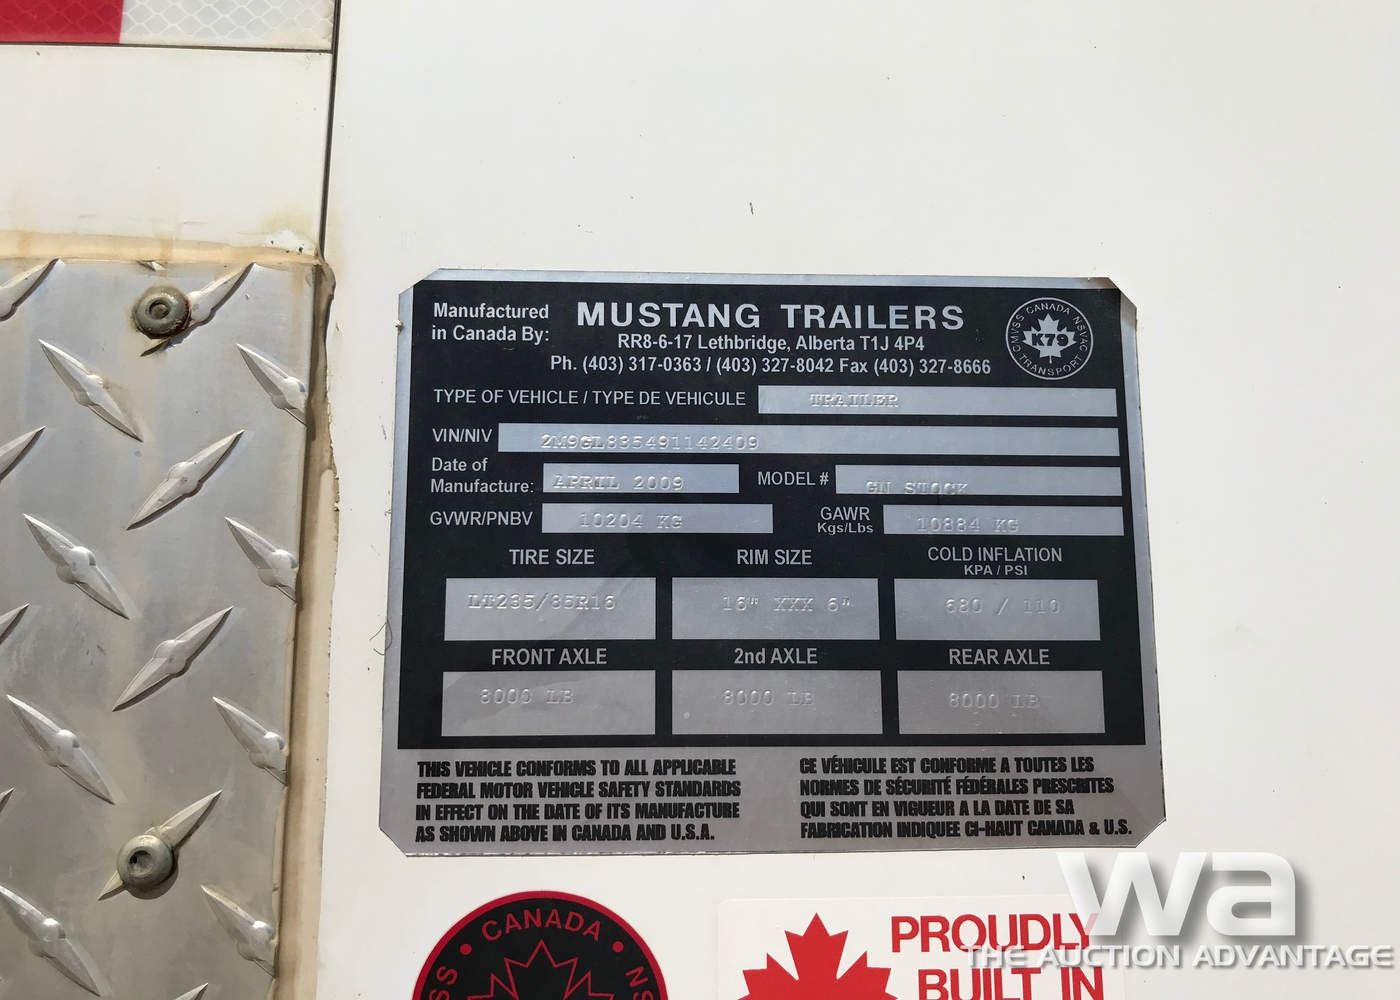 Manufactured
in Canada By:
MUSTANG TRAILERS
RR8-6-17 Lethbridge, Alberta T1J 4P4
Ph. (403) 317-0363 / (403) 327-8042 Fax (403) 327-8666
CMVSS CANADA NSVAC
K79
TRANSPORT
TYPE OF VEHICLE / TYPE DE VEHICULE TRAILER
VIN/NIV 2M9GL835491142409
Date of
Manufacture: APRIL 2009 MODEL # GN STOCK
GVWR/PNBV 10204 KG GAWR
Kgs/Lbs 10884 KG
TIRE SIZE RIM SIZE COLD INFLATION
KPA / PSI
LT235/85R16 16" XXX 6" 680 / 110
FRONT AXLE 2nd AXLE REAR AXLE
8000 LB 8000 LB 8000 LB
THIS VEHICLE CONFORMS TO ALL APPLICABLE
FEDERAL MOTOR VEHICLE SAFETY STANDARDS
IN EFFECT ON THE DATE OF ITS MANUFACTURE
AS SHOWN ABOVE IN CANADA AND U.S.A.
CE VÉHICULE EST CONFORME A TOUTES LES
NORMES DE SÉCURITÉ FÉDÉRALES PRESCRITES
QUI SONT EN VIGUEUR A LA DATE DE SA
FABRICATION INDIQUEE CI-HAUT CANADA & U.S.
CANADA
PROUDLY
BUILT IN
wa
THE AUCTION ADVANTAGE